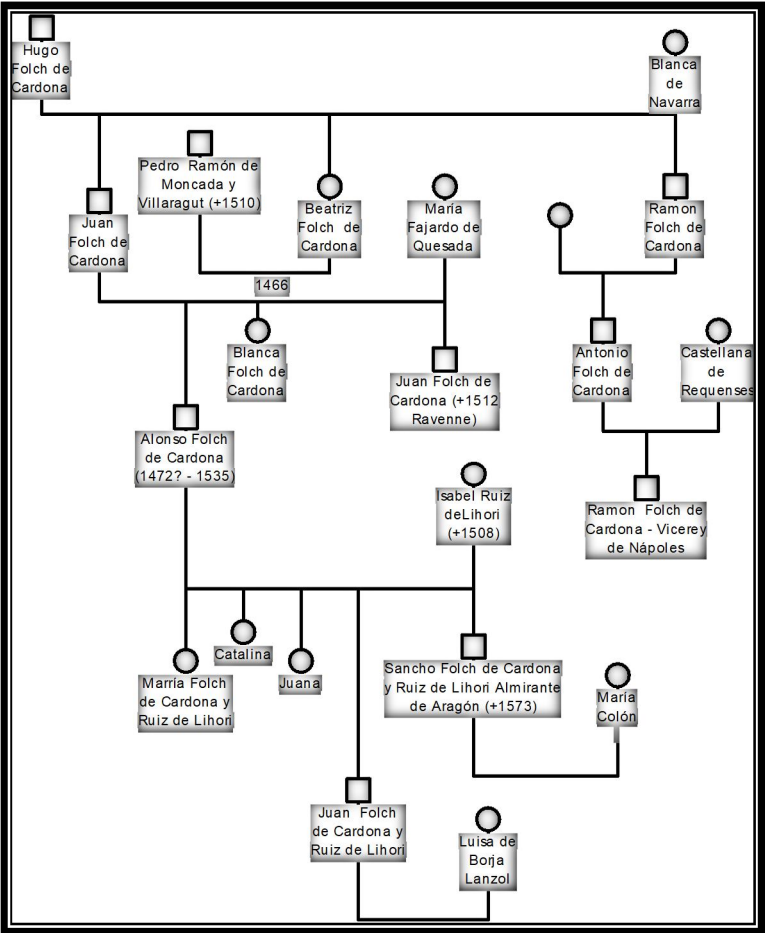 Hugo
Folch de
Cardona
Blanca
de
Navarra
Pedro Ramón de
Moncada y
Villaragut (+1510)
Juan
Folch de
Cardona
Beatriz
Folch de
Cardona
María
Fajardo de
Quesada
Ramon
Folch de
Cardona
1466
Blanca
Folch de
Cardona
Juan Folch de
Cardona (+1512
Ravenne)
Antonio
Folch de
Cardona
Castellana
de
Requenses
Alonso Folch
de Cardona
(1472? - 1535)
Isabel Ruiz
deLihori
(+1508)
Ramon Folch de
Cardona - Vicerey
de Nápoles
Marría Folch
de Cardona y
Ruiz de Lihori
Catalina
Juana
Sancho Folch de Cardona
y Ruiz de Lihori Almirante
de Aragón (+1573)
María
Colón
Juan Folch
de Cardona y
Ruiz de Lihori
Luisa de
Borja
Lanzol